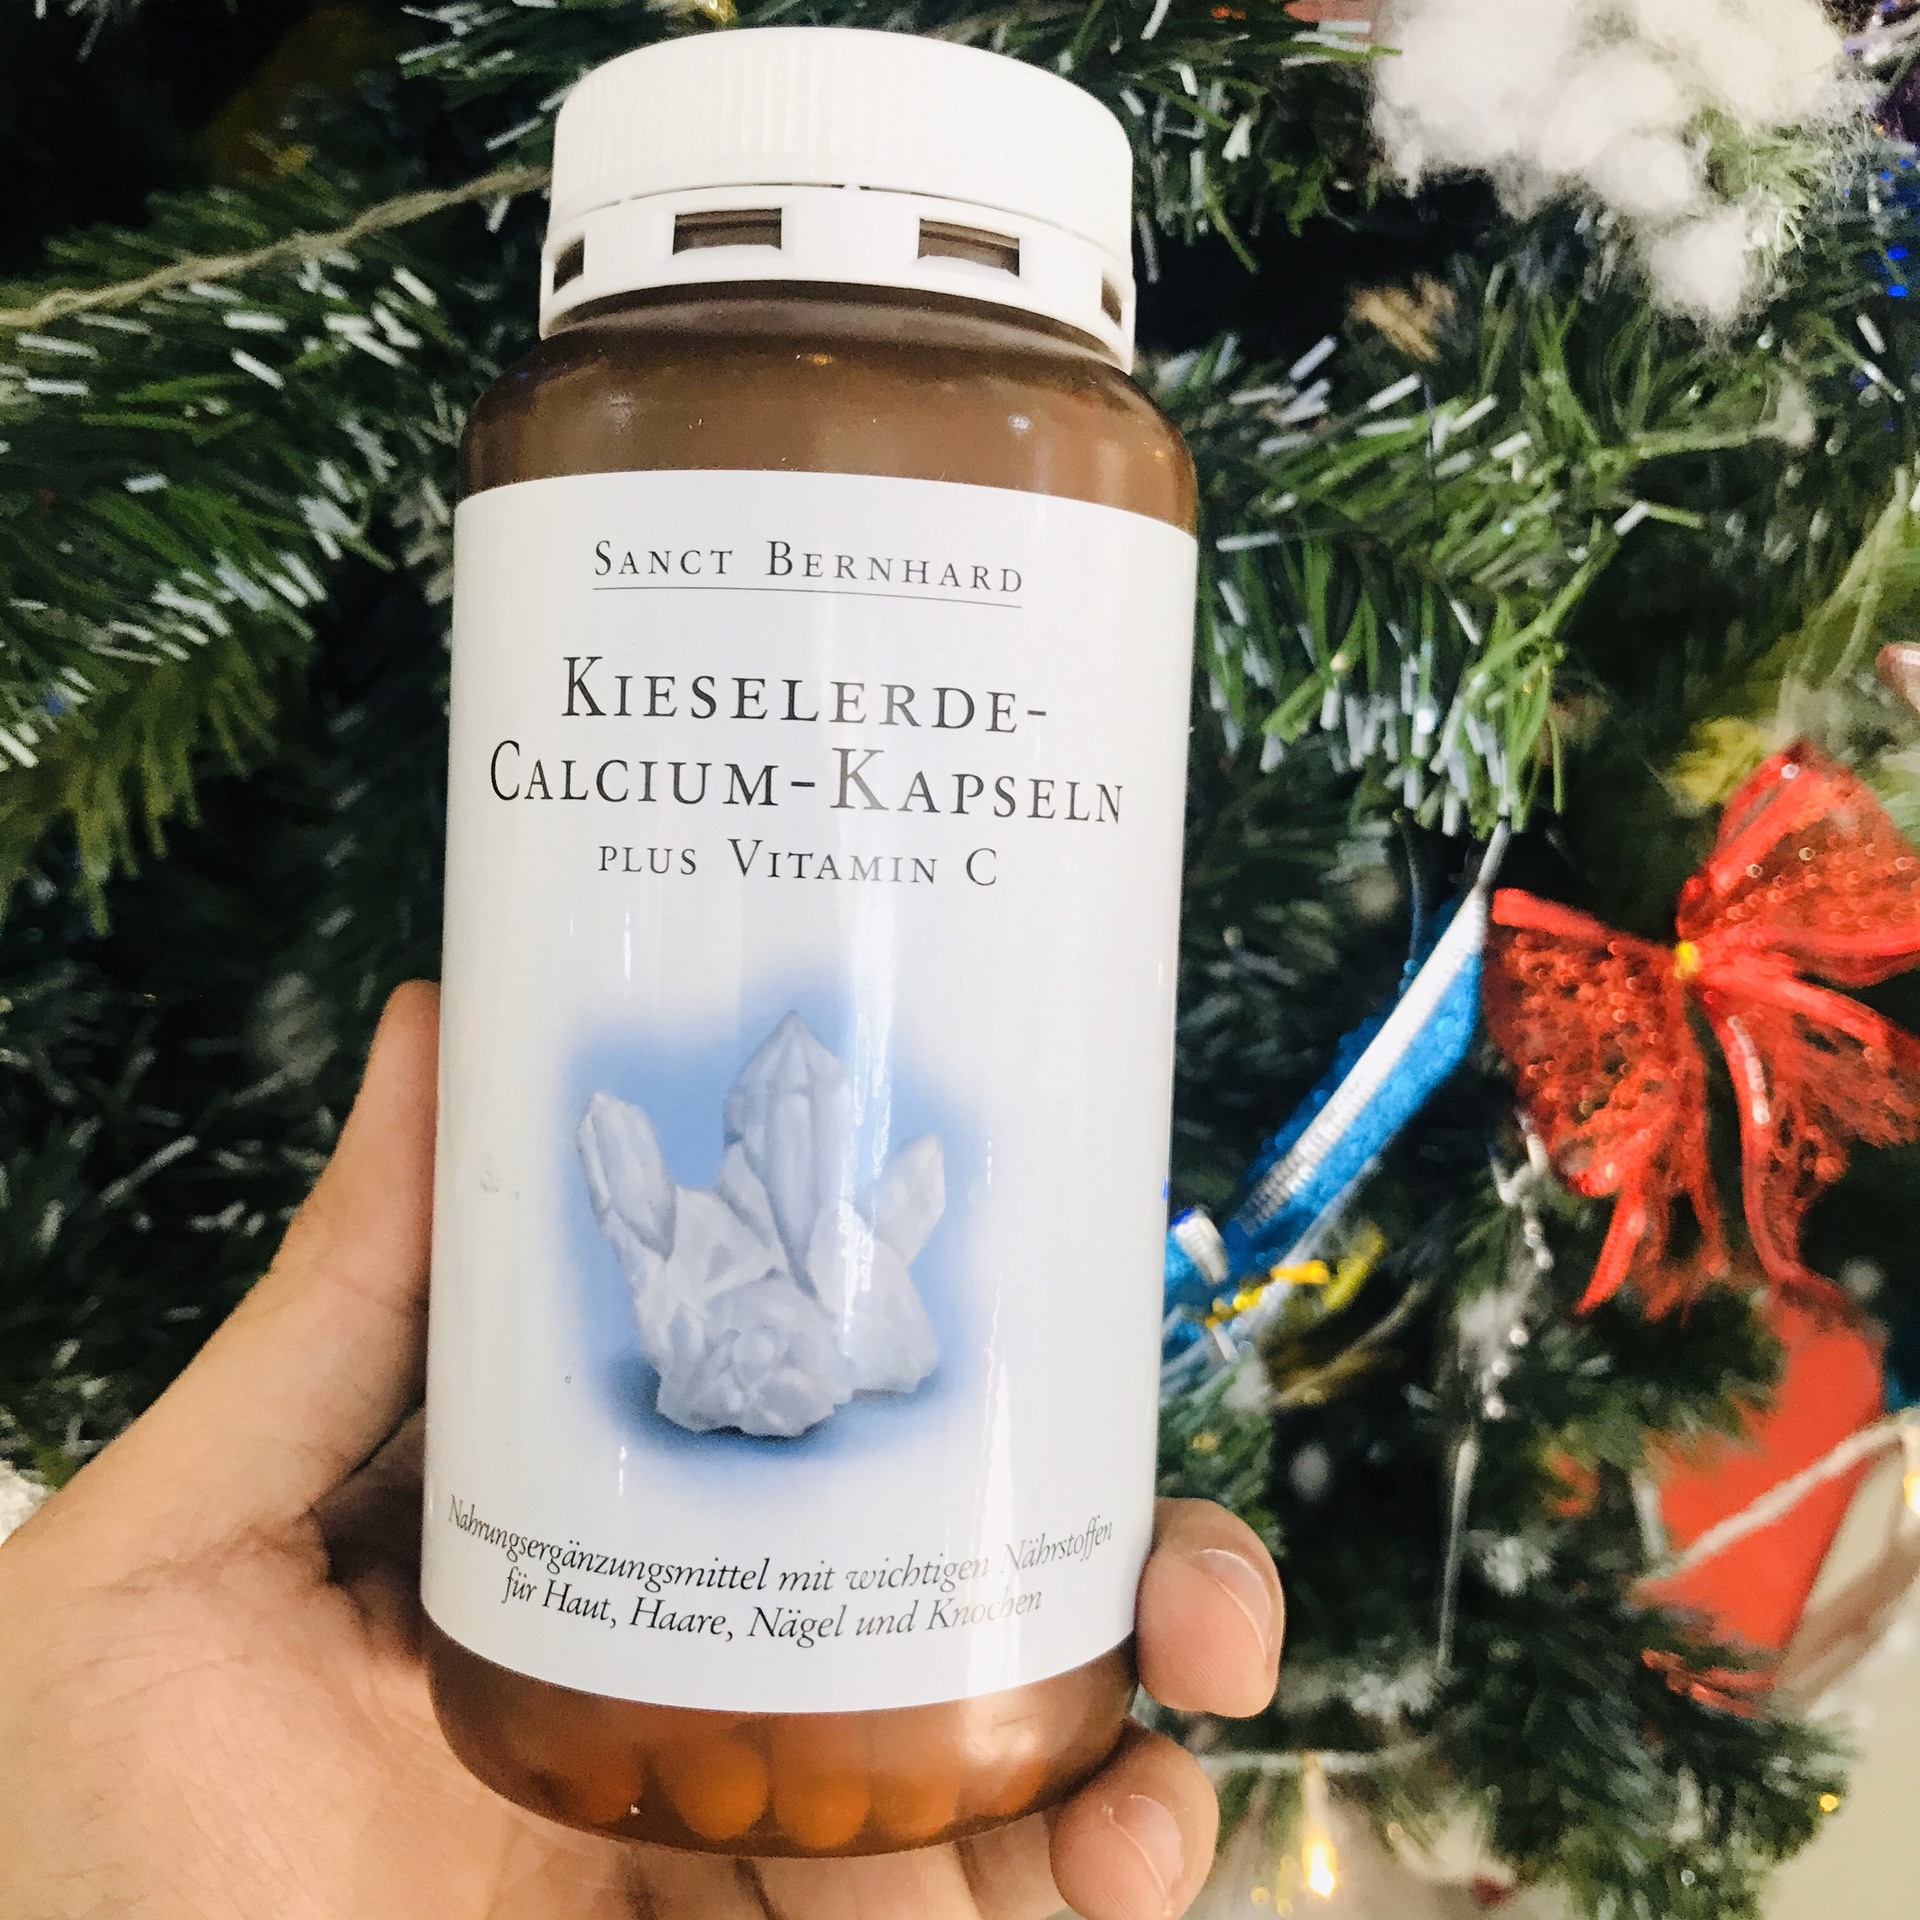 SANCT BERNHARD
KIESELERDE-
CALCIUM-KAPSELN
PLUS VITAMIN C
Nahrungsergänzungsmittel mit wichtigen Nährstoffen
für Haut, Haare, Nägel und Knochen